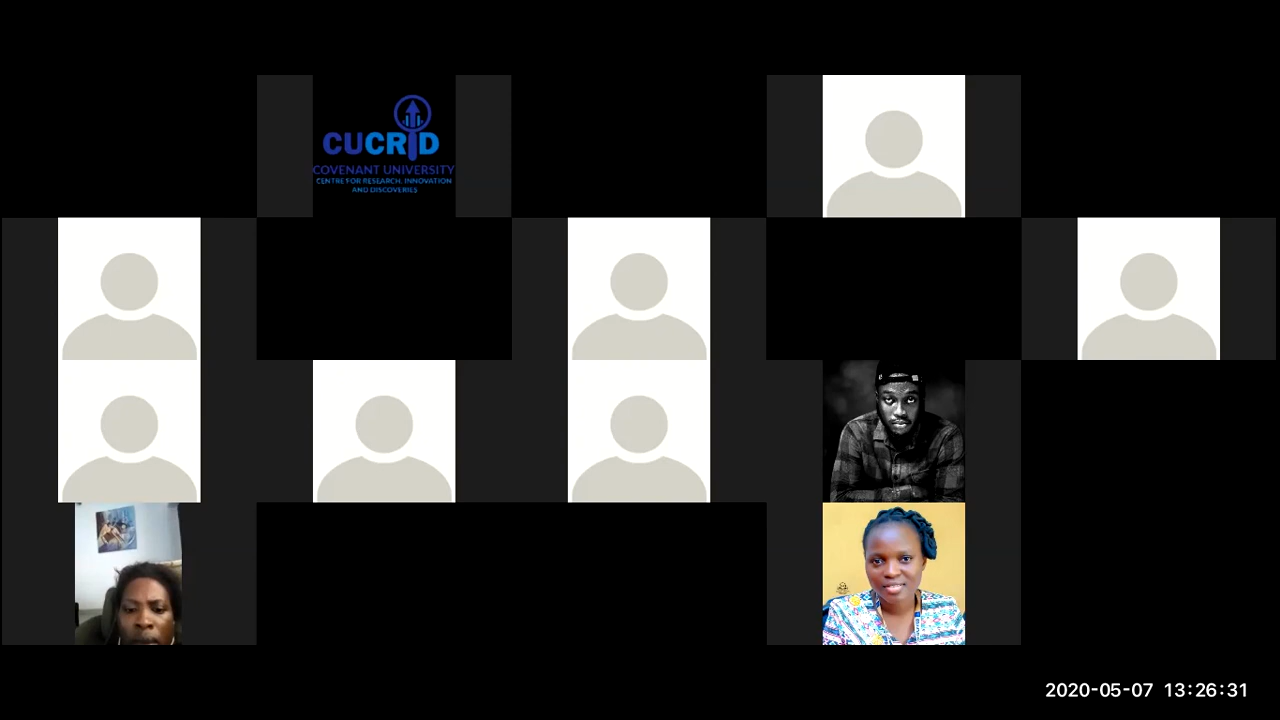 CUCRID
COVENANT UNIVERSITY
CENTRE FOR RESEARCH, INNOVATION
AND DISCOVERIES
2020-05-07 13:26:31